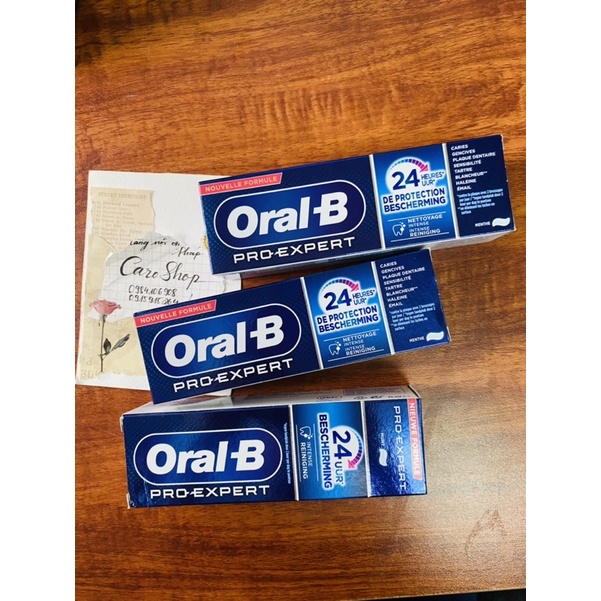 NOUVELLE FORMULE
Oral-B
PRO-EXPERT
24 HEURES*
UUR*
DE PROTECTION
BESCHERMING
NETTOYAGE
INTENSE
INTENSE
REINIGING
CARIES
GENCIVES
PLAQUE DENTAIRE
SENSIBILITÉ
TARTRE
BLANCHEUR**
HALEINE
ÉMAIL
MENTHE
Caro Shop
NOUVELLE FORMULE
Oral-B
PRO-EXPERT
24 HEURES*
UUR*
DE PROTECTION
BESCHERMING
NETTOYAGE
INTENSE
INTENSE
REINIGING
CARIES
GENCIVES
PLAQUE DENTAIRE
SENSIBILITÉ
TARTRE
BLANCHEUR**
HALEINE
ÉMAIL
MENTHE
Oral-B
PRO-EXPERT
24 UUR*
BESCHERMING
INTENSE
REINIGING
NIEUWE FORMULE
PRO-EXPERT